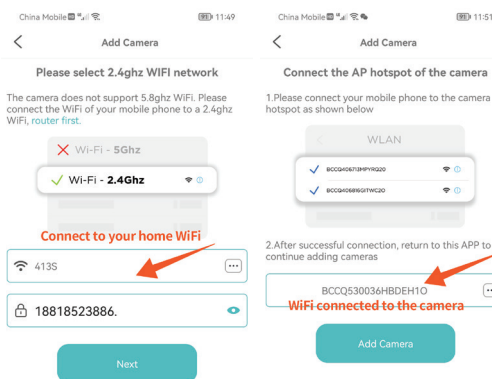 China Mobile HD 11:49
Add Camera
Please select 2.4ghz WIFI network
The camera does not support 5.8ghz WiFi. Please
connect the WiFi of your mobile phone to a 2.4ghz
WiFi, router first.
Wi-Fi - 5Ghz
Wi-Fi - 2.4Ghz
Connect to your home WiFi
413S
18818523886.
Next
China Mobile HD 11:51
Add Camera
Connect the AP hotspot of the camera
1.Please connect your mobile phone to the camera
hotspot as shown below
WLAN
BCCQ406713MPYRQ20
BCCQ406816GITWC20
2.After successful connection, return to this APP to
continue adding cameras
BCCQ530036HBDEH1O
WiFi connected to the camera
Add Camera